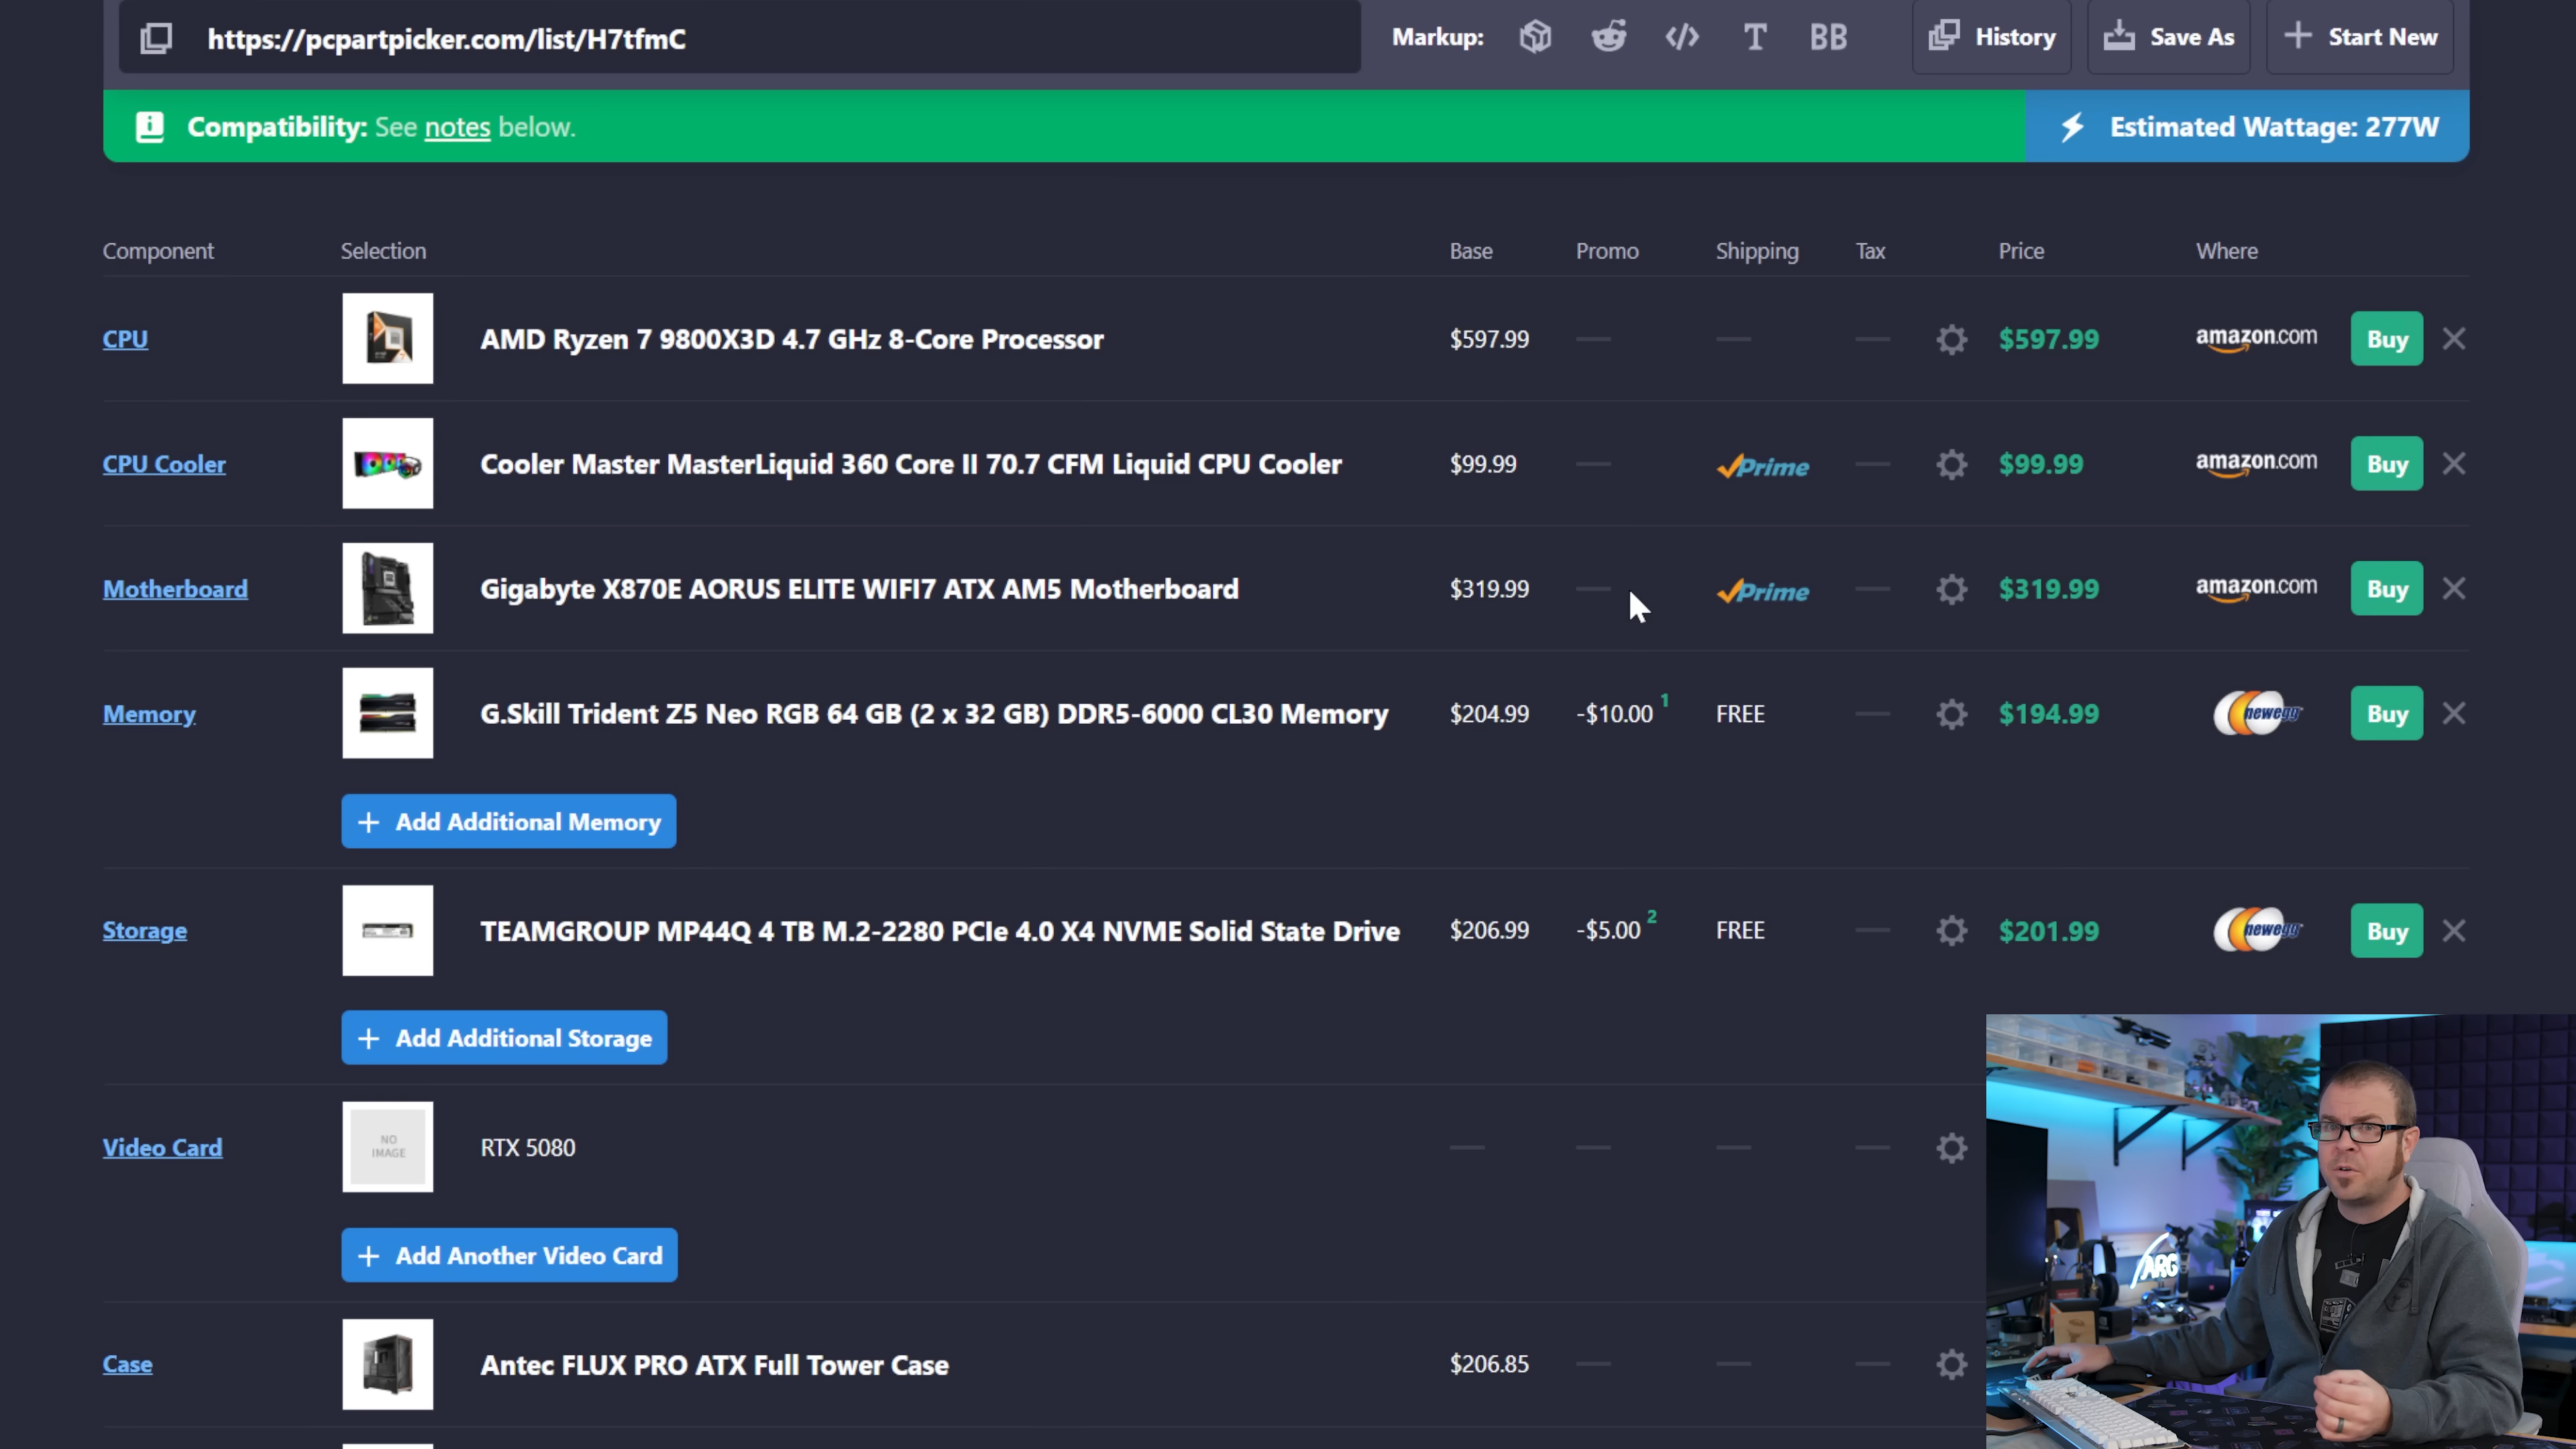 https://pcpartpicker.com/list/H7tfmC Markup: T BB History Save As Start New
Compatibility: See notes below. Estimated Wattage: 277W
Component Selection Base Promo Shipping Tax Price Where
CPU AMD Ryzen 7 9800X3D 4.7 GHz 8-Core Processor $597.99 — — — $597.99 amazon.com Buy
CPU Cooler Cooler Master MasterLiquid 360 Core II 70.7 CFM Liquid CPU Cooler $99.99 — Prime — $99.99 amazon.com Buy
Motherboard Gigabyte X870E AORUS ELITE WIFI7 ATX AM5 Motherboard $319.99 — Prime — $319.99 amazon.com Buy
Memory G.Skill Trident Z5 Neo RGB 64 GB (2 x 32 GB) DDR5-6000 CL30 Memory $204.99 -$10.00 1 FREE — $194.99 newegg Buy
+ Add Additional Memory
Storage TEAMGROUP MP44Q 4 TB M.2-2280 PCIe 4.0 X4 NVME Solid State Drive $206.99 -$5.00 2 FREE — $201.99 newegg Buy
+ Add Additional Storage
Video Card NO IMAGE RTX 5080 — — — —
+ Add Another Video Card
ARG
Case Antec FLUX PRO ATX Full Tower Case $206.85 — — —